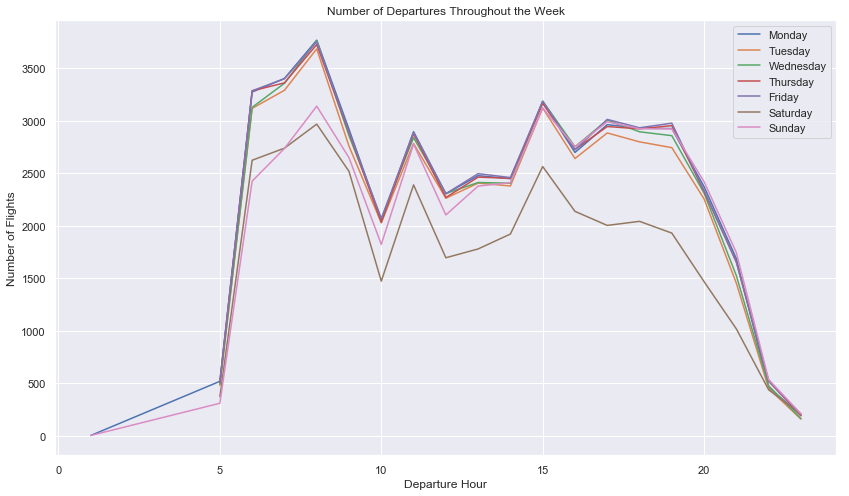 Number of Departures Throughout the Week
Number of Flights
3500
3000
2500
2000
1500
1000
500
0
Monday
Tuesday
Wednesday
Thursday
Friday
Saturday
Sunday
0 5 10 15 20
Departure Hour